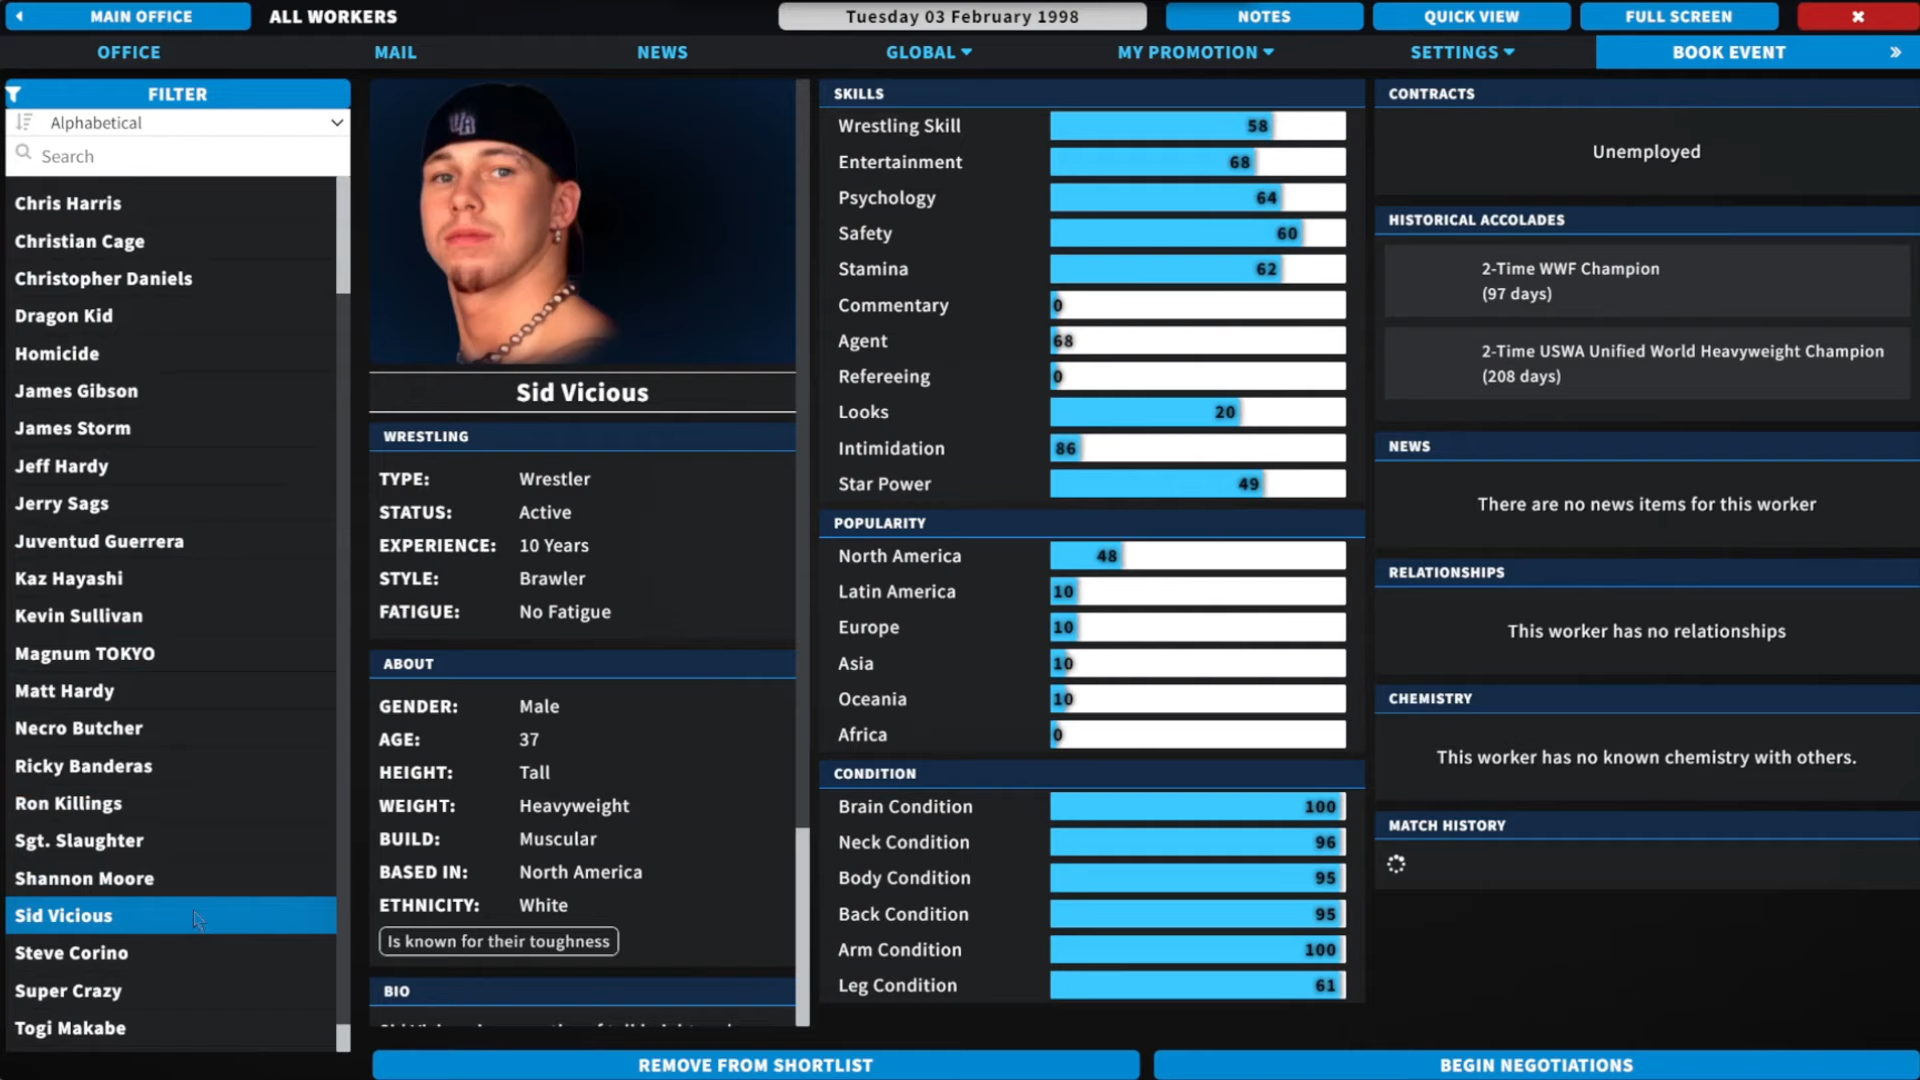 MAIN OFFICE
ALL WORKERS
Tuesday 03 February 1998
NOTES
QUICK VIEW
FULL SCREEN
OFFICE
MAIL
NEWS
GLOBAL
MY PROMOTION
SETTINGS
BOOK EVENT
FILTER
Alphabetical
Search
Chris Harris
Christian Cage
Christopher Daniels
Dragon Kid
Homicide
James Gibson
James Storm
Jeff Hardy
Jerry Sags
Juventud Guerrera
Kaz Hayashi
Kevin Sullivan
Magnum TOKYO
Matt Hardy
Necro Butcher
Ricky Banderas
Ron Killings
Sgt. Slaughter
Shannon Moore
Sid Vicious
Steve Corino
Super Crazy
Togi Makabe
Sid Vicious
WRESTLING
TYPE: Wrestler
STATUS: Active
EXPERIENCE: 10 Years
STYLE: Brawler
FATIGUE: No Fatigue
ABOUT
GENDER: Male
AGE: 37
HEIGHT: Tall
WEIGHT: Heavyweight
BUILD: Muscular
BASED IN: North America
ETHNICITY: White
Is known for their toughness
BIO
SKILLS
Wrestling Skill 58
Entertainment 68
Psychology 64
Safety 60
Stamina 62
Commentary 0
Agent 68
Refereeing 0
Looks 20
Intimidation 86
Star Power 49
POPULARITY
North America 48
Latin America 10
Europe 10
Asia 10
Oceania 10
Africa 0
CONDITION
Brain Condition 100
Neck Condition 96
Body Condition 95
Back Condition 95
Arm Condition 100
Leg Condition 61
CONTRACTS
Unemployed
HISTORICAL ACCOLADES
2-Time WWF Champion
(97 days)
2-Time USWA Unified World Heavyweight Champion
(208 days)
NEWS
There are no news items for this worker
RELATIONSHIPS
This worker has no relationships
CHEMISTRY
This worker has no known chemistry with others.
MATCH HISTORY
REMOVE FROM SHORTLIST
BEGIN NEGOTIATIONS